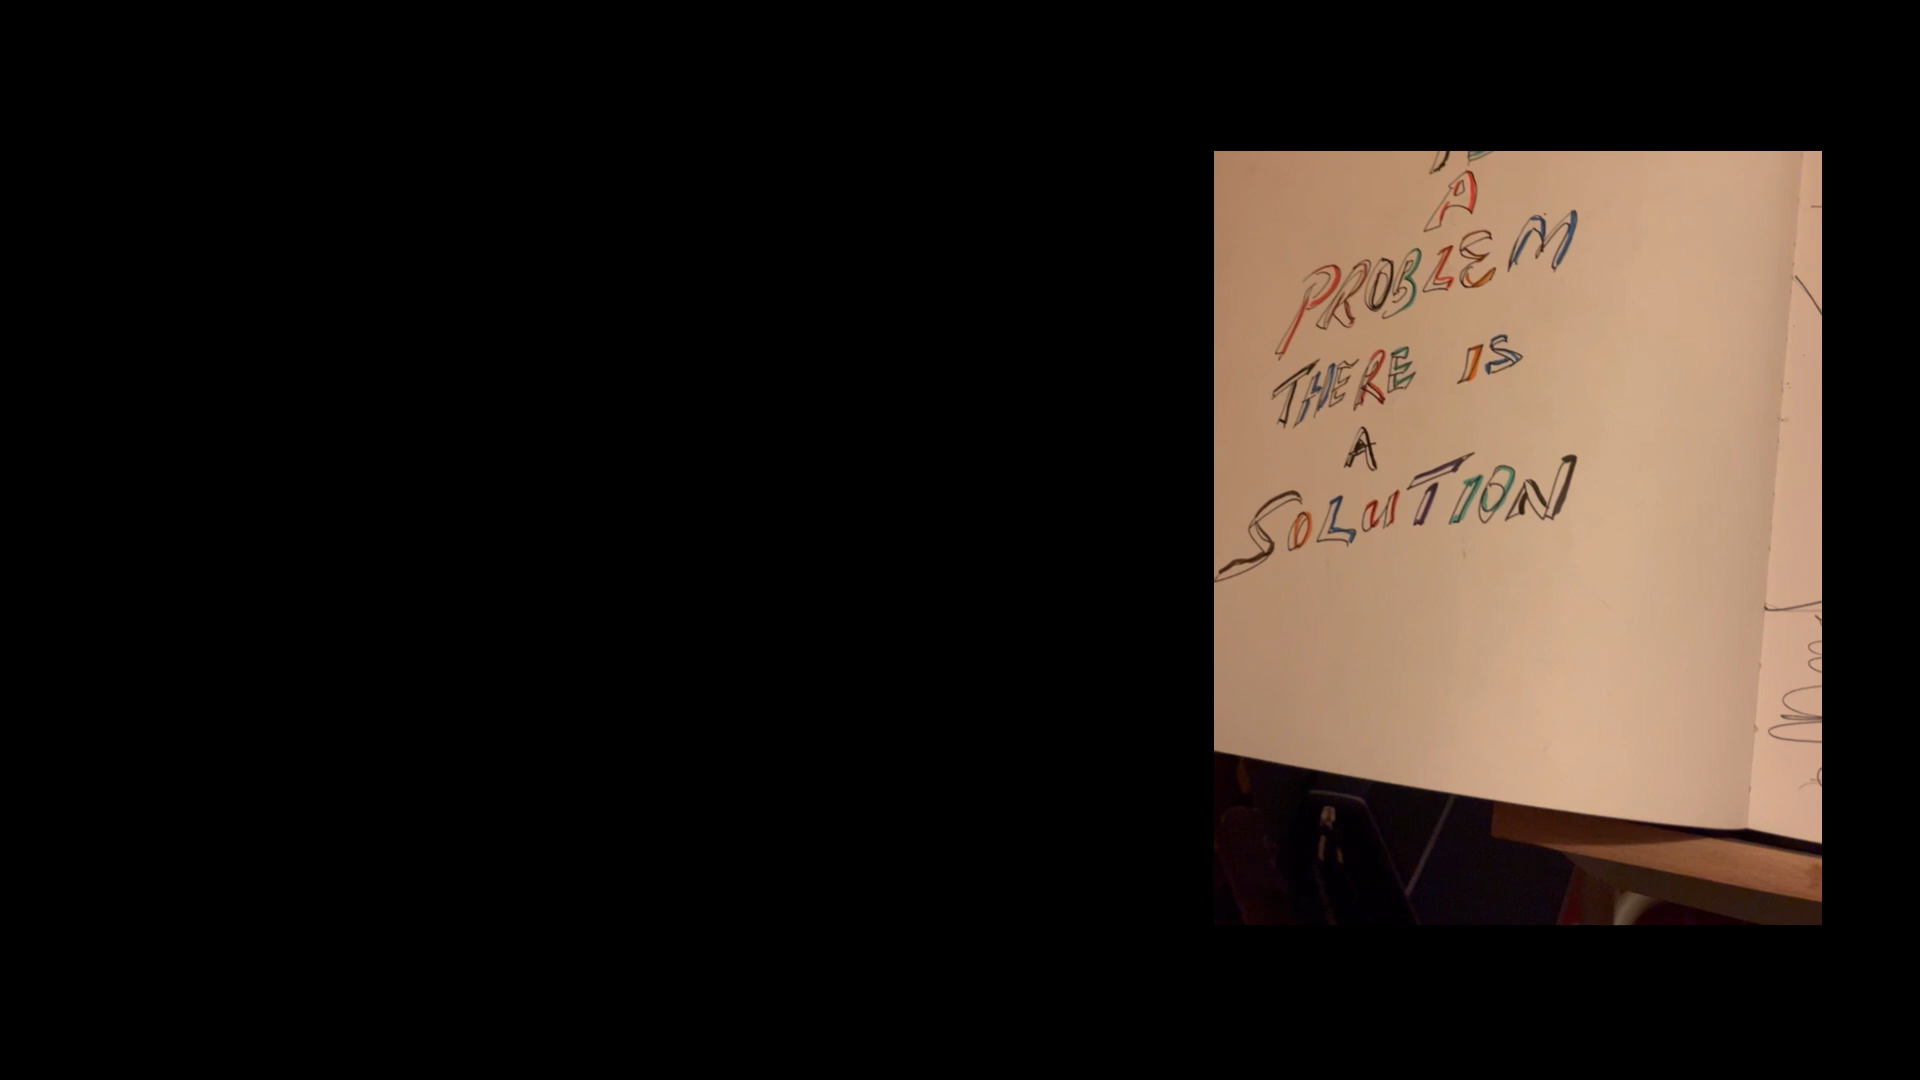 A
PROBLEM
THERE IS
A
SOLUTION